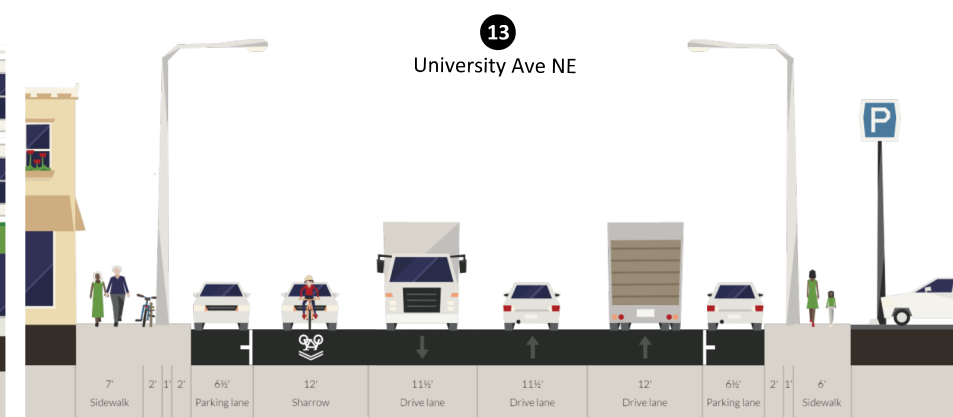 13
University Ave NE
P
7' 2' 1' 2' 6½' 12' 11½' 11½' 12' 6½' 2' 1' 6'
Sidewalk Parking lane Sharrow Drive lane Drive lane Drive lane Parking lane Sidewalk